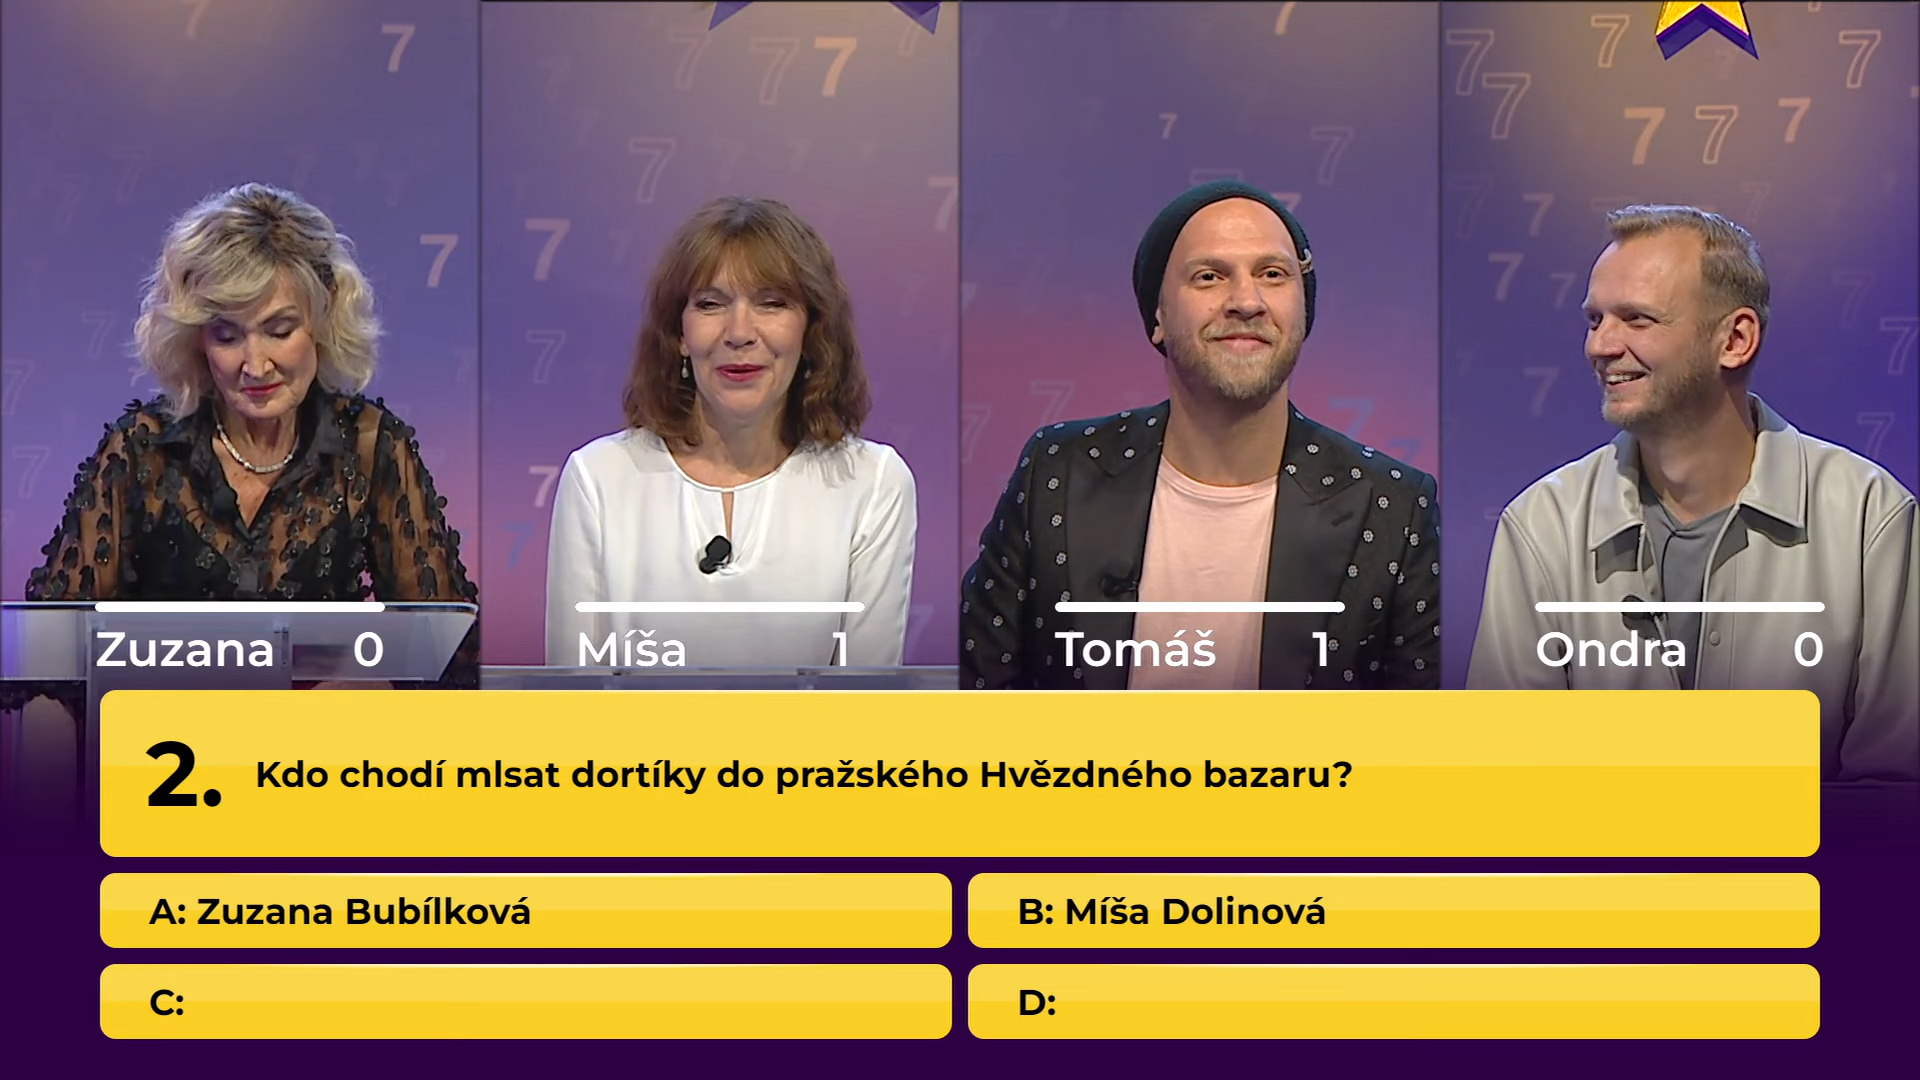 Zuzana 0
Míša 1
Tomáš 1
Ondra 0
2. Kdo chodí mlsat dortíky do pražského Hvězdného bazaru?
A: Zuzana Bubílková
B: Míša Dolinová
C:
D: